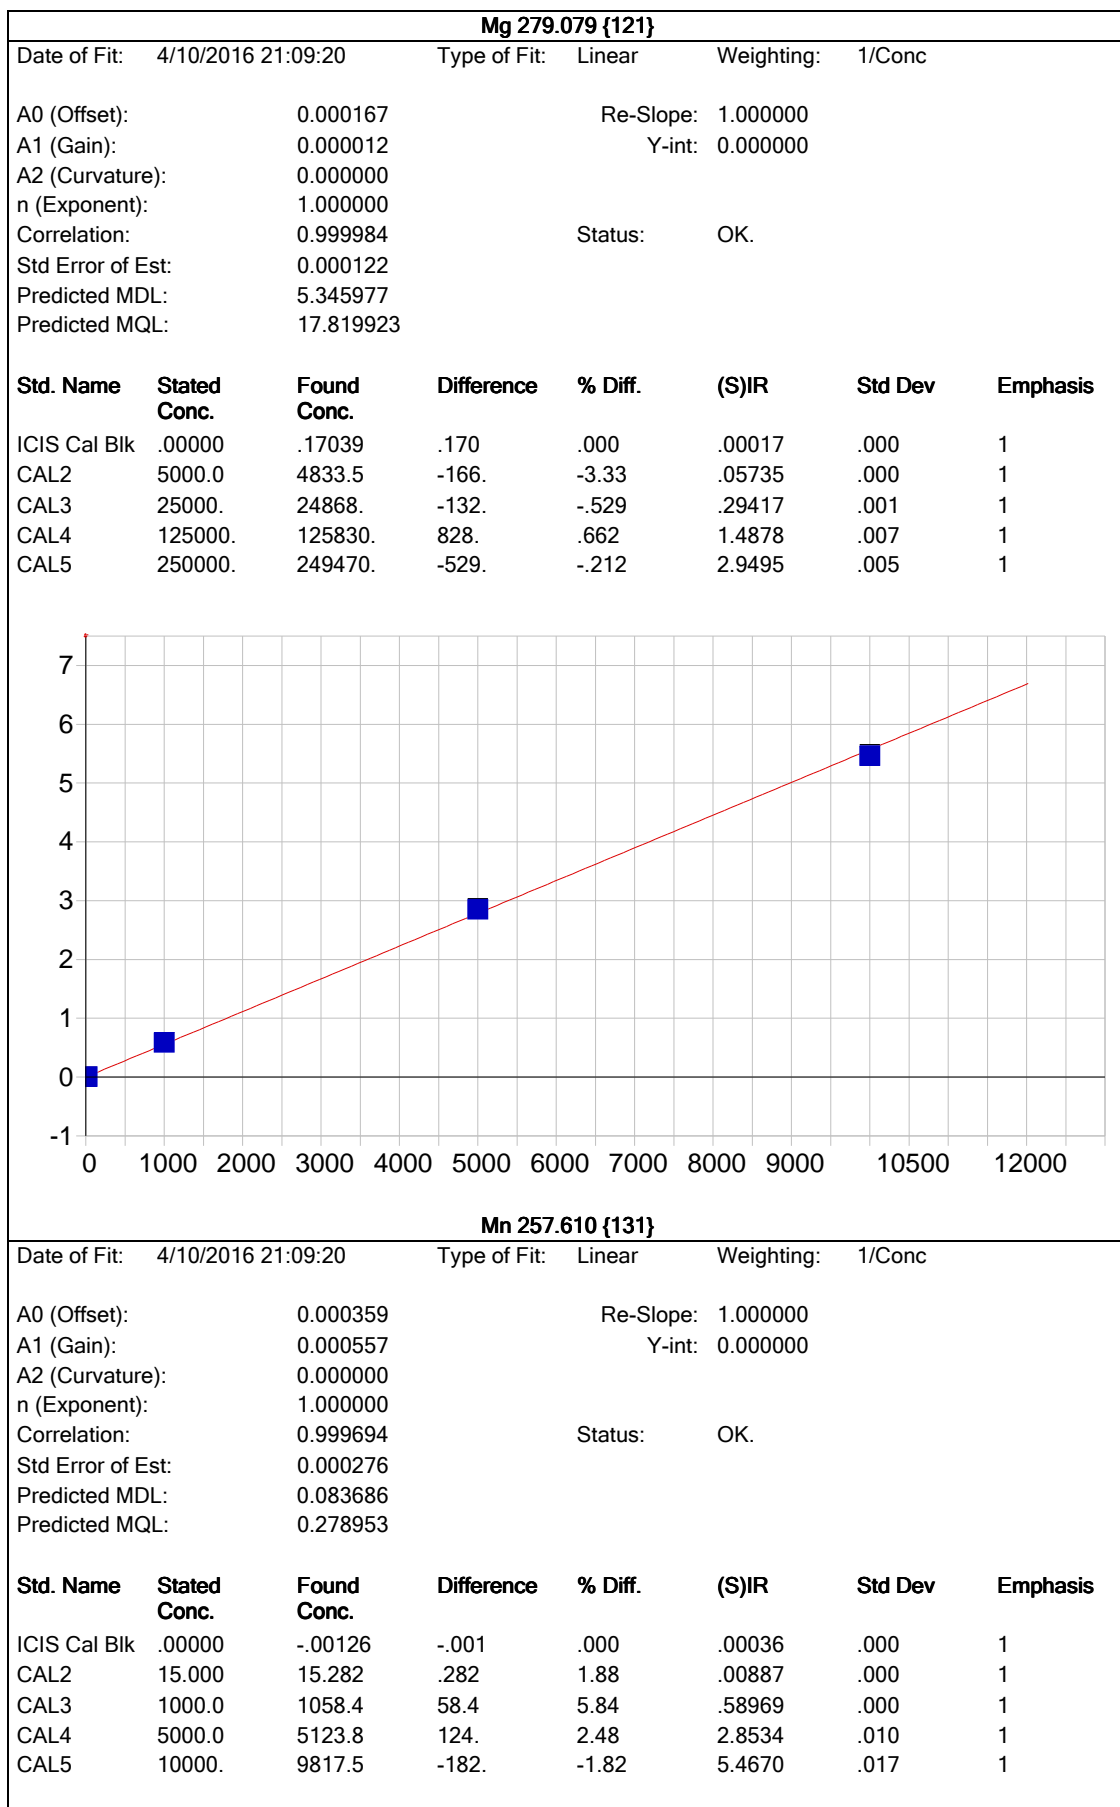 Mg 279.079 {121}
Date of Fit: 4/10/2016 21:09:20 Type of Fit: Linear Weighting: 1/Conc
A0 (Offset): 0.000167 Re-Slope: 1.000000
A1 (Gain): 0.000012 Y-int: 0.000000
A2 (Curvature): 0.000000
n (Exponent): 1.000000
Correlation: 0.999984 Status: OK.
Std Error of Est: 0.000122
Predicted MDL: 5.345977
Predicted MQL: 17.819923
Std. Name Stated Found Difference % Diff. (S)IR Std Dev Emphasis
Conc. Conc.
ICIS Cal Blk .00000 .17039 .170 .000 .00017 .000 1
CAL2 5000.0 4833.5 -166. -3.33 .05735 .000 1
CAL3 25000. 24868. -132. -.529 .29417 .001 1
CAL4 125000. 125830. 828. .662 1.4878 .007 1
CAL5 250000. 249470. -529. -.212 2.9495 .005 1
7
6
5
4
3
2
1
0
-1
0 1000 2000 3000 4000 5000 6000 7000 8000 9000 10500 12000
Mn 257.610 {131}
Date of Fit: 4/10/2016 21:09:20 Type of Fit: Linear Weighting: 1/Conc
A0 (Offset): 0.000359 Re-Slope: 1.000000
A1 (Gain): 0.000557 Y-int: 0.000000
A2 (Curvature): 0.000000
n (Exponent): 1.000000
Correlation: 0.999694 Status: OK.
Std Error of Est: 0.000276
Predicted MDL: 0.083686
Predicted MQL: 0.278953
Std. Name Stated Found Difference % Diff. (S)IR Std Dev Emphasis
Conc. Conc.
ICIS Cal Blk .00000 -.00126 -.001 .000 .00036 .000 1
CAL2 15.000 15.282 .282 1.88 .00887 .000 1
CAL3 1000.0 1058.4 58.4 5.84 .58969 .000 1
CAL4 5000.0 5123.8 124. 2.48 2.8534 .010 1
CAL5 10000. 9817.5 -182. -1.82 5.4670 .017 1